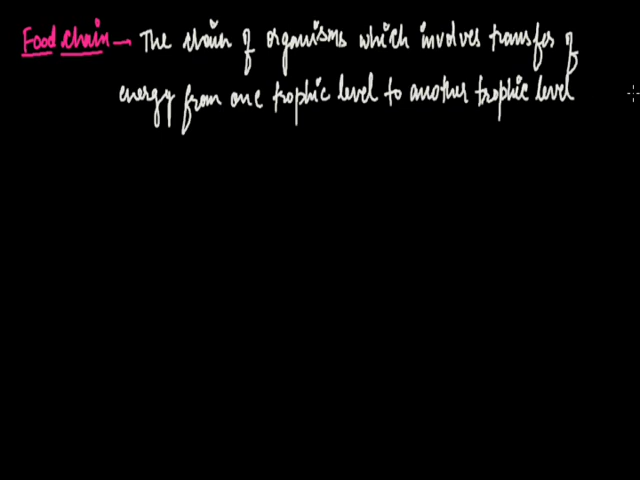 Food chain → The chain of organisms which involves transfer of
energy from one trophic level to another trophic level